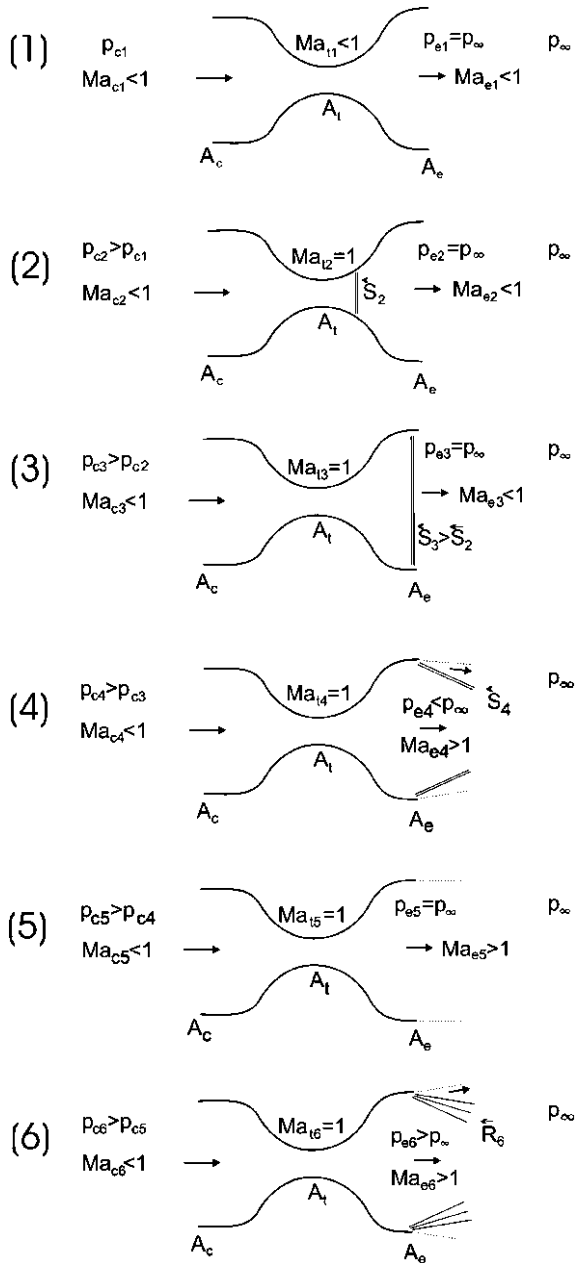 (1) p_c1 Ma_t1<1 p_e1=p_∞ p_∞
Ma_c1<1 Ma_e1<1
A_t
A_c A_e
(2) p_c2>p_c1 Ma_t2=1 p_e2=p_∞ p_∞
Ma_c2<1 S_2 Ma_e2<1
A_t
A_c A_e
(3) p_c3>p_c2 Ma_t3=1 p_e3=p_∞ p_∞
Ma_c3<1 Ma_e3<1
A_t S_3>S_2
A_c A_e
(4) p_c4>p_c3 Ma_t4=1 p_e4<p_∞ S_4 p_∞
Ma_c4<1 Ma_e4>1
A_t
A_c A_e
(5) p_c5>p_c4 Ma_t5=1 p_e5=p_∞ p_∞
Ma_c5<1 Ma_e5>1
A_t
A_c A_e
(6) p_c6>p_c5 Ma_t6=1 p_e6>p_∞ R_6 p_∞
Ma_c6<1 Ma_e6>1
A_t
A_c A_e